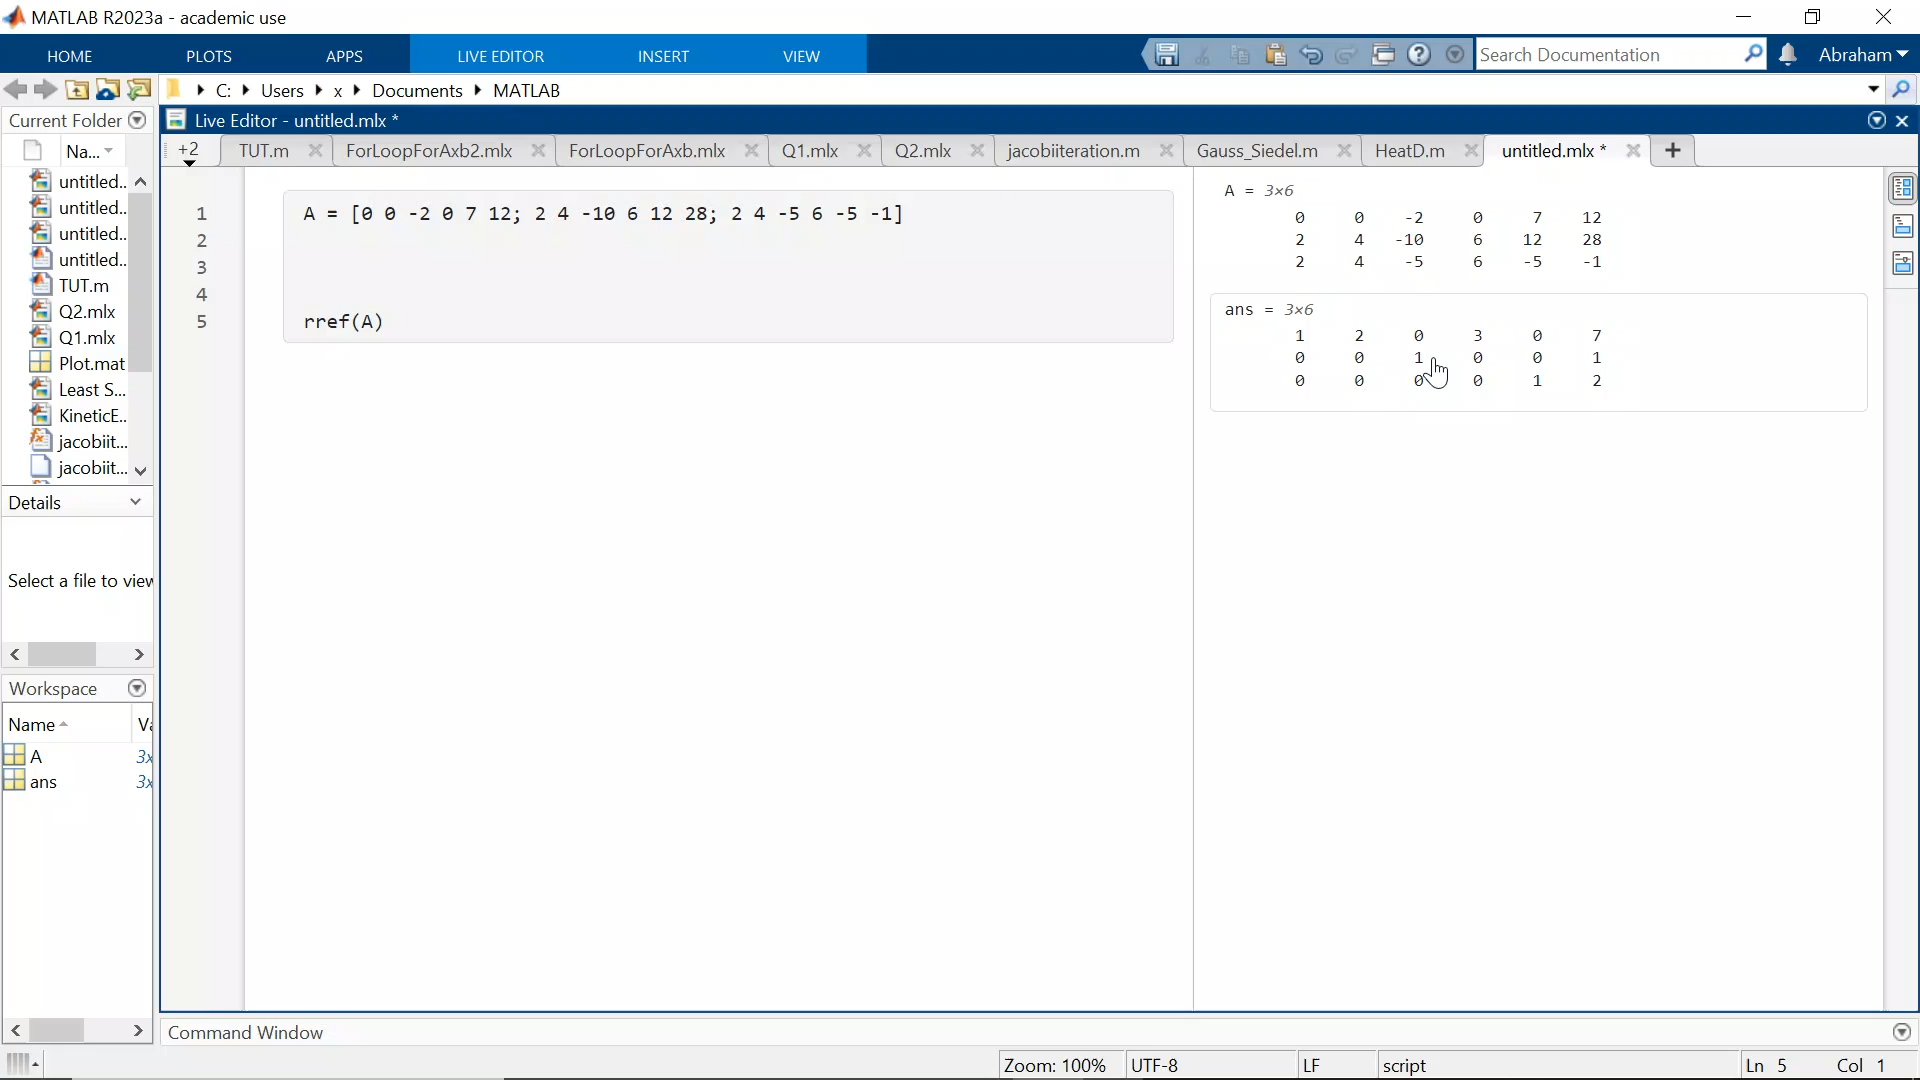 MATLAB R2023a - academic use
HOME PLOTS APPS LIVE EDITOR INSERT VIEW Search Documentation Abraham
C: Users x Documents MATLAB
Current Folder Live Editor - untitled.mlx *
Na... +2 TUT.m ForLoopForAxb2.mlx ForLoopForAxb.mlx Q1.mlx Q2.mlx jacobiiteration.m Gauss_Siedel.m HeatD.m untitled.mlx *
untitled..
untitled..
untitled..
untitled..
TUT.m
Q2.mlx
Q1.mlx
Plot.mat
Least S...
KineticE..
jacobiit...
jacobiit...
Details
Select a file to view
Workspace
Name Va
A 3x
ans 3x
1 A = [0 0 -2 0 7 12; 2 4 -10 6 12 28; 2 4 -5 6 -5 -1]
2
3
4
5 rref(A)
A = 3×6
0 0 -2 0 7 12
2 4 -10 6 12 28
2 4 -5 6 -5 -1
ans = 3×6
1 2 0 3 0 7
0 0 1 0 0 1
0 0 0 0 1 2
Command Window
Zoom: 100% UTF-8 LF script Ln 5 Col 1